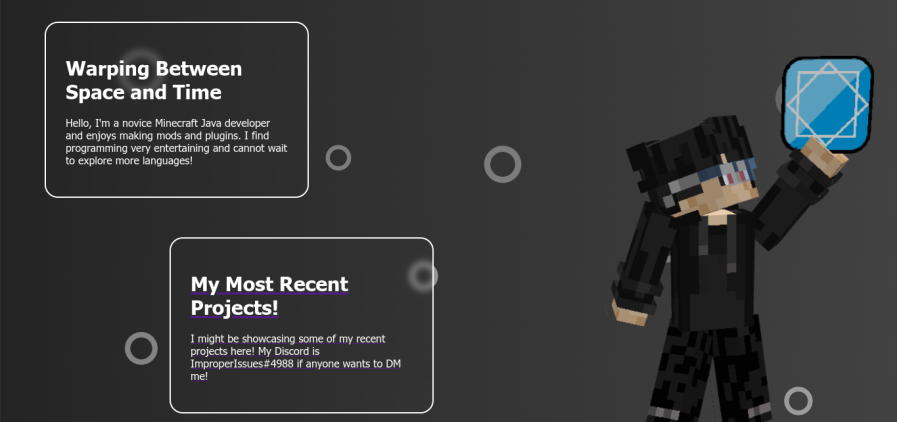 Warping Between
Space and Time
Hello, I'm a novice Minecraft Java developer
and enjoys making mods and plugins. I find
programming very entertaining and cannot wait
to explore more languages!
My Most Recent
Projects!
I might be showcasing some of my recent
projects here! My Discord is
ImproperIssues#4988 if anyone wants to DM
me!